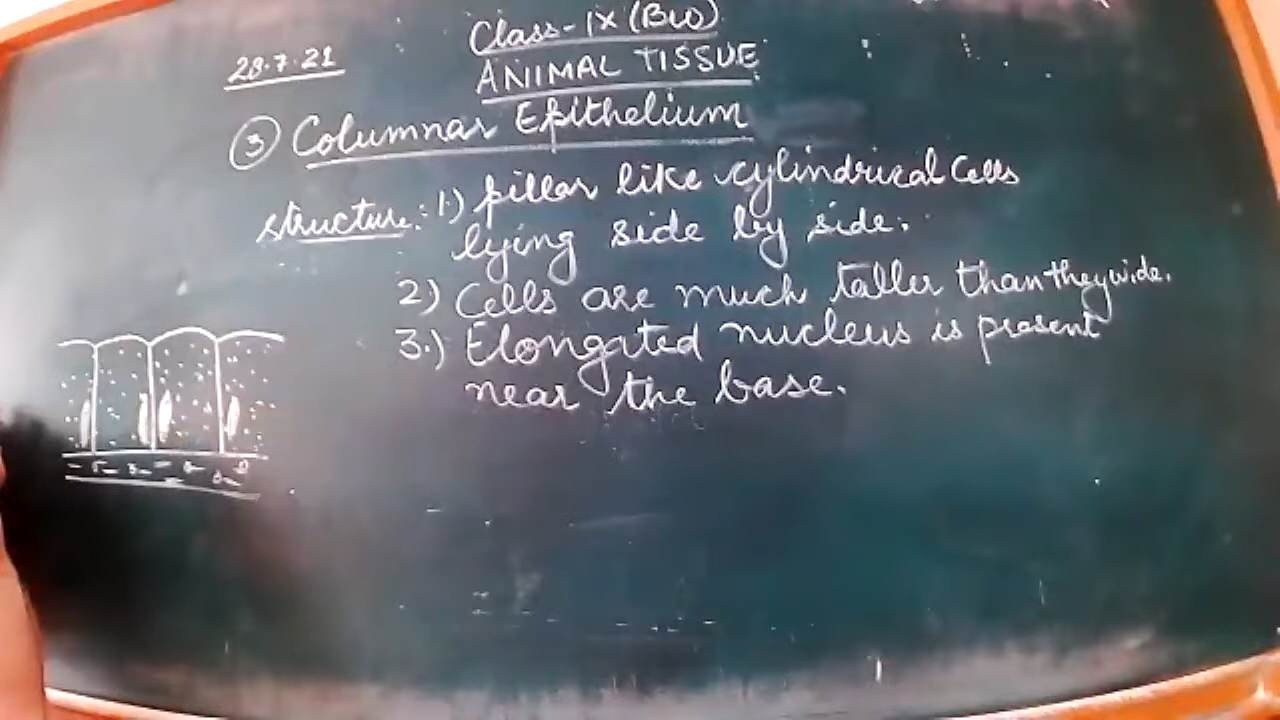 Class-IX (Bio)
28.7.21
ANIMAL TISSUE
③ Columnar Epithelium
structure:- 1.) pillar like cylindrical cells
lying side by side.
2) Cells are much taller than they wide.
3.) Elongated nucleus is present
near the base.